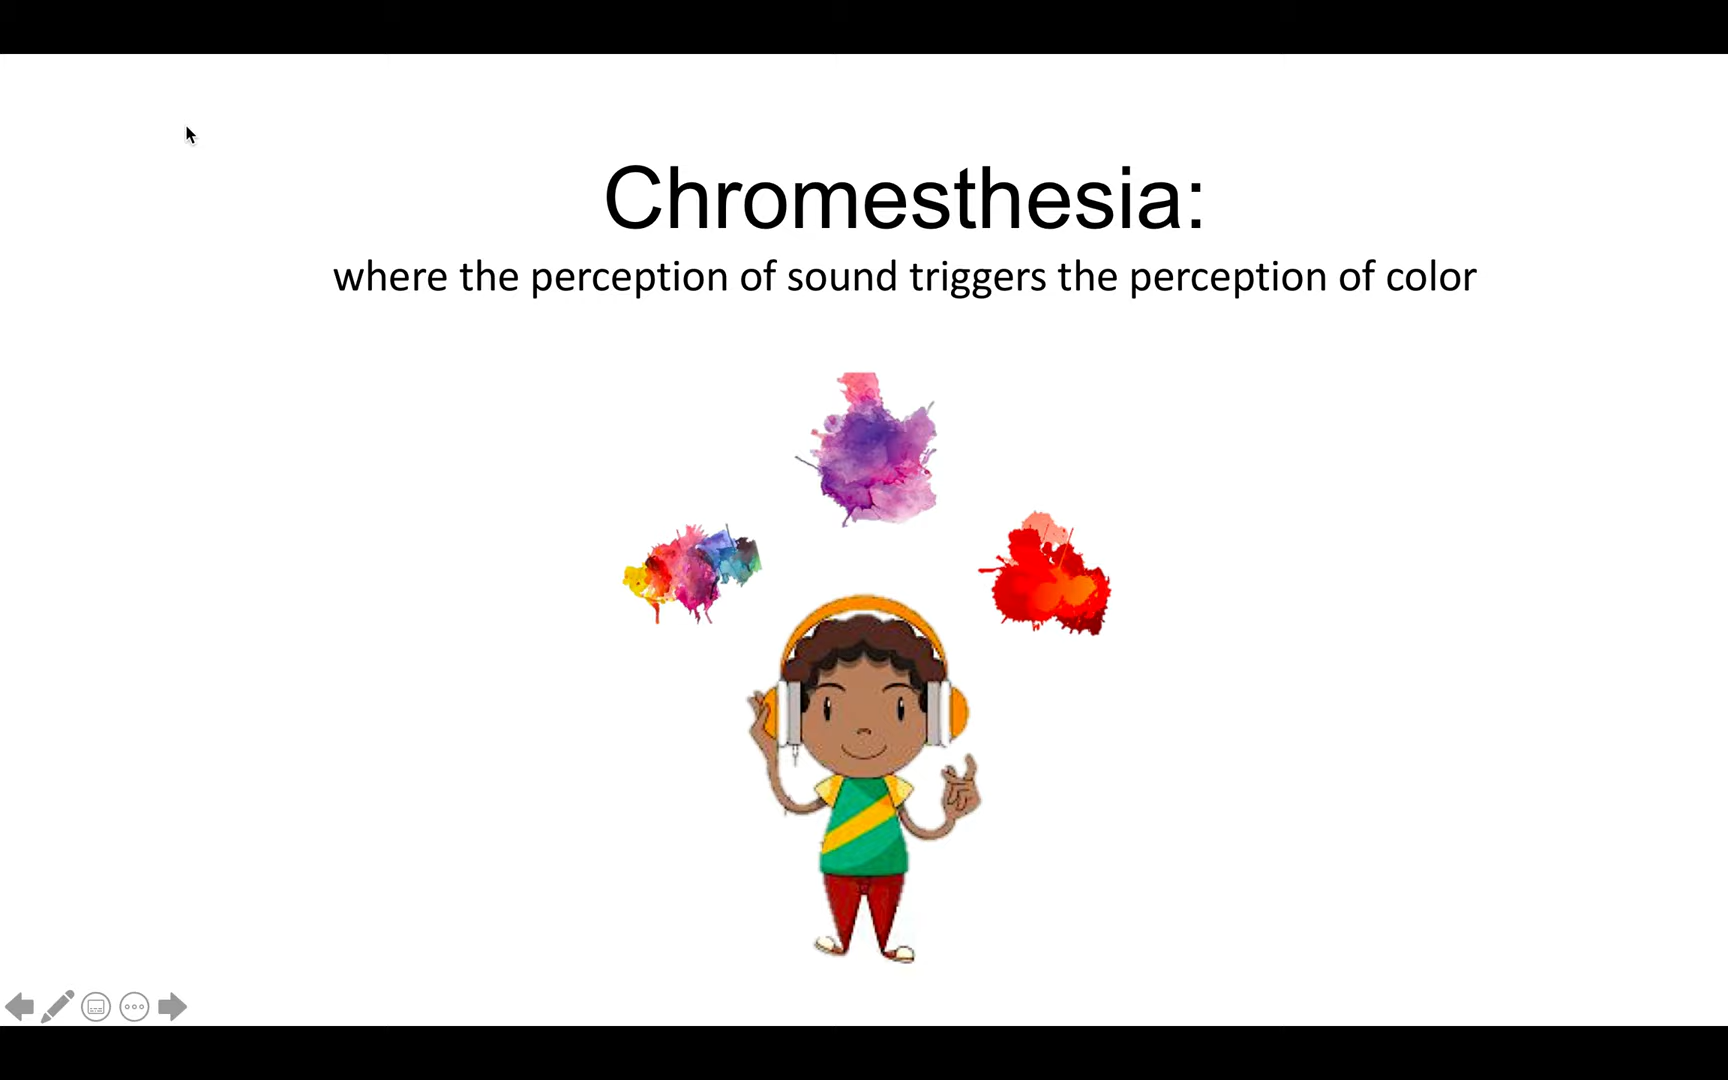 Chromesthesia:
where the perception of sound triggers the perception of color